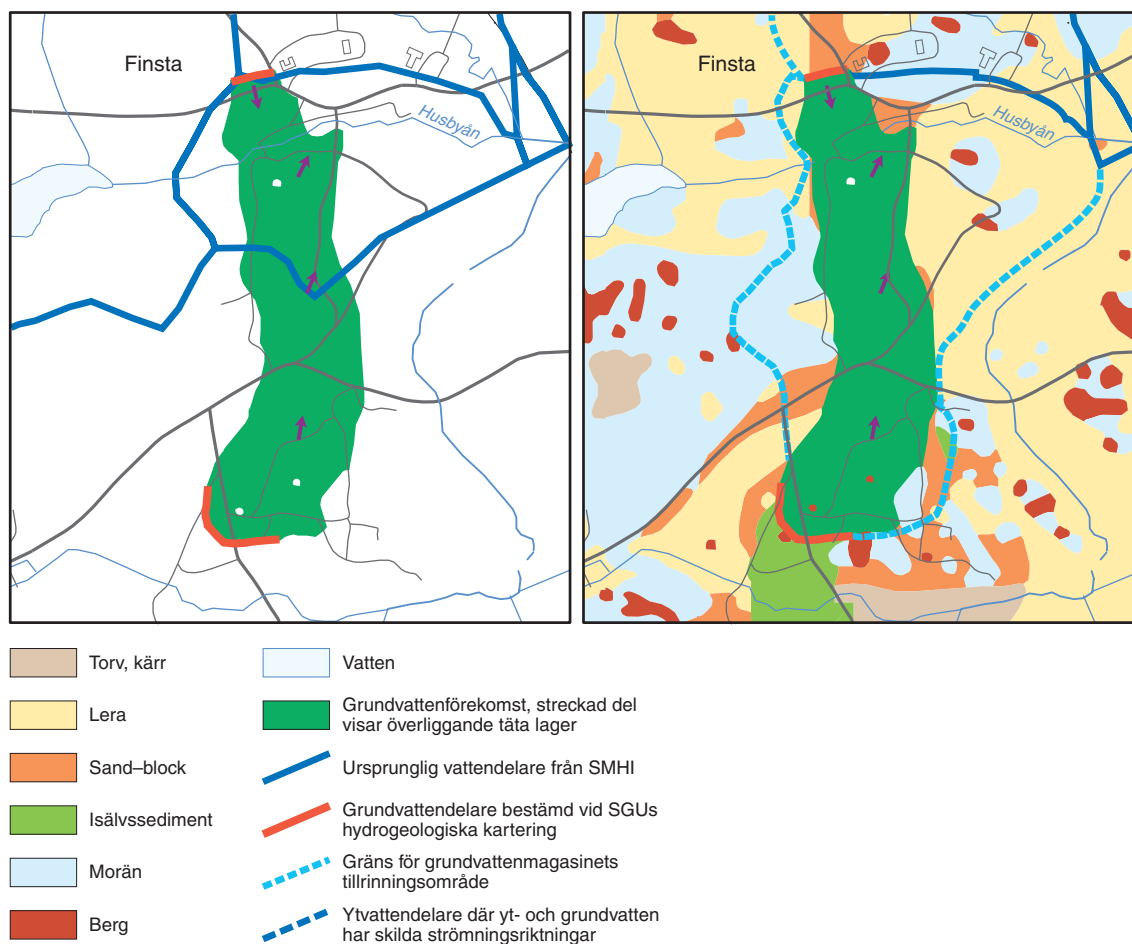 Finsta
Husbyån
Finsta
Husbyån
Torv, kärr
Lera
Sand–block
Isälvssediment
Morän
Berg
Vatten
Grundvattenförekomst, streckad del
visar överliggande täta lager
Ursprunglig vattendelare från SMHI
Grundvattendelare bestämd vid SGUs
hydrogeologiska kartering
Gräns för grundvattenmagasinets
tillrinningsområde
Ytvattendelare där yt- och grundvatten
har skilda strömningsriktningar